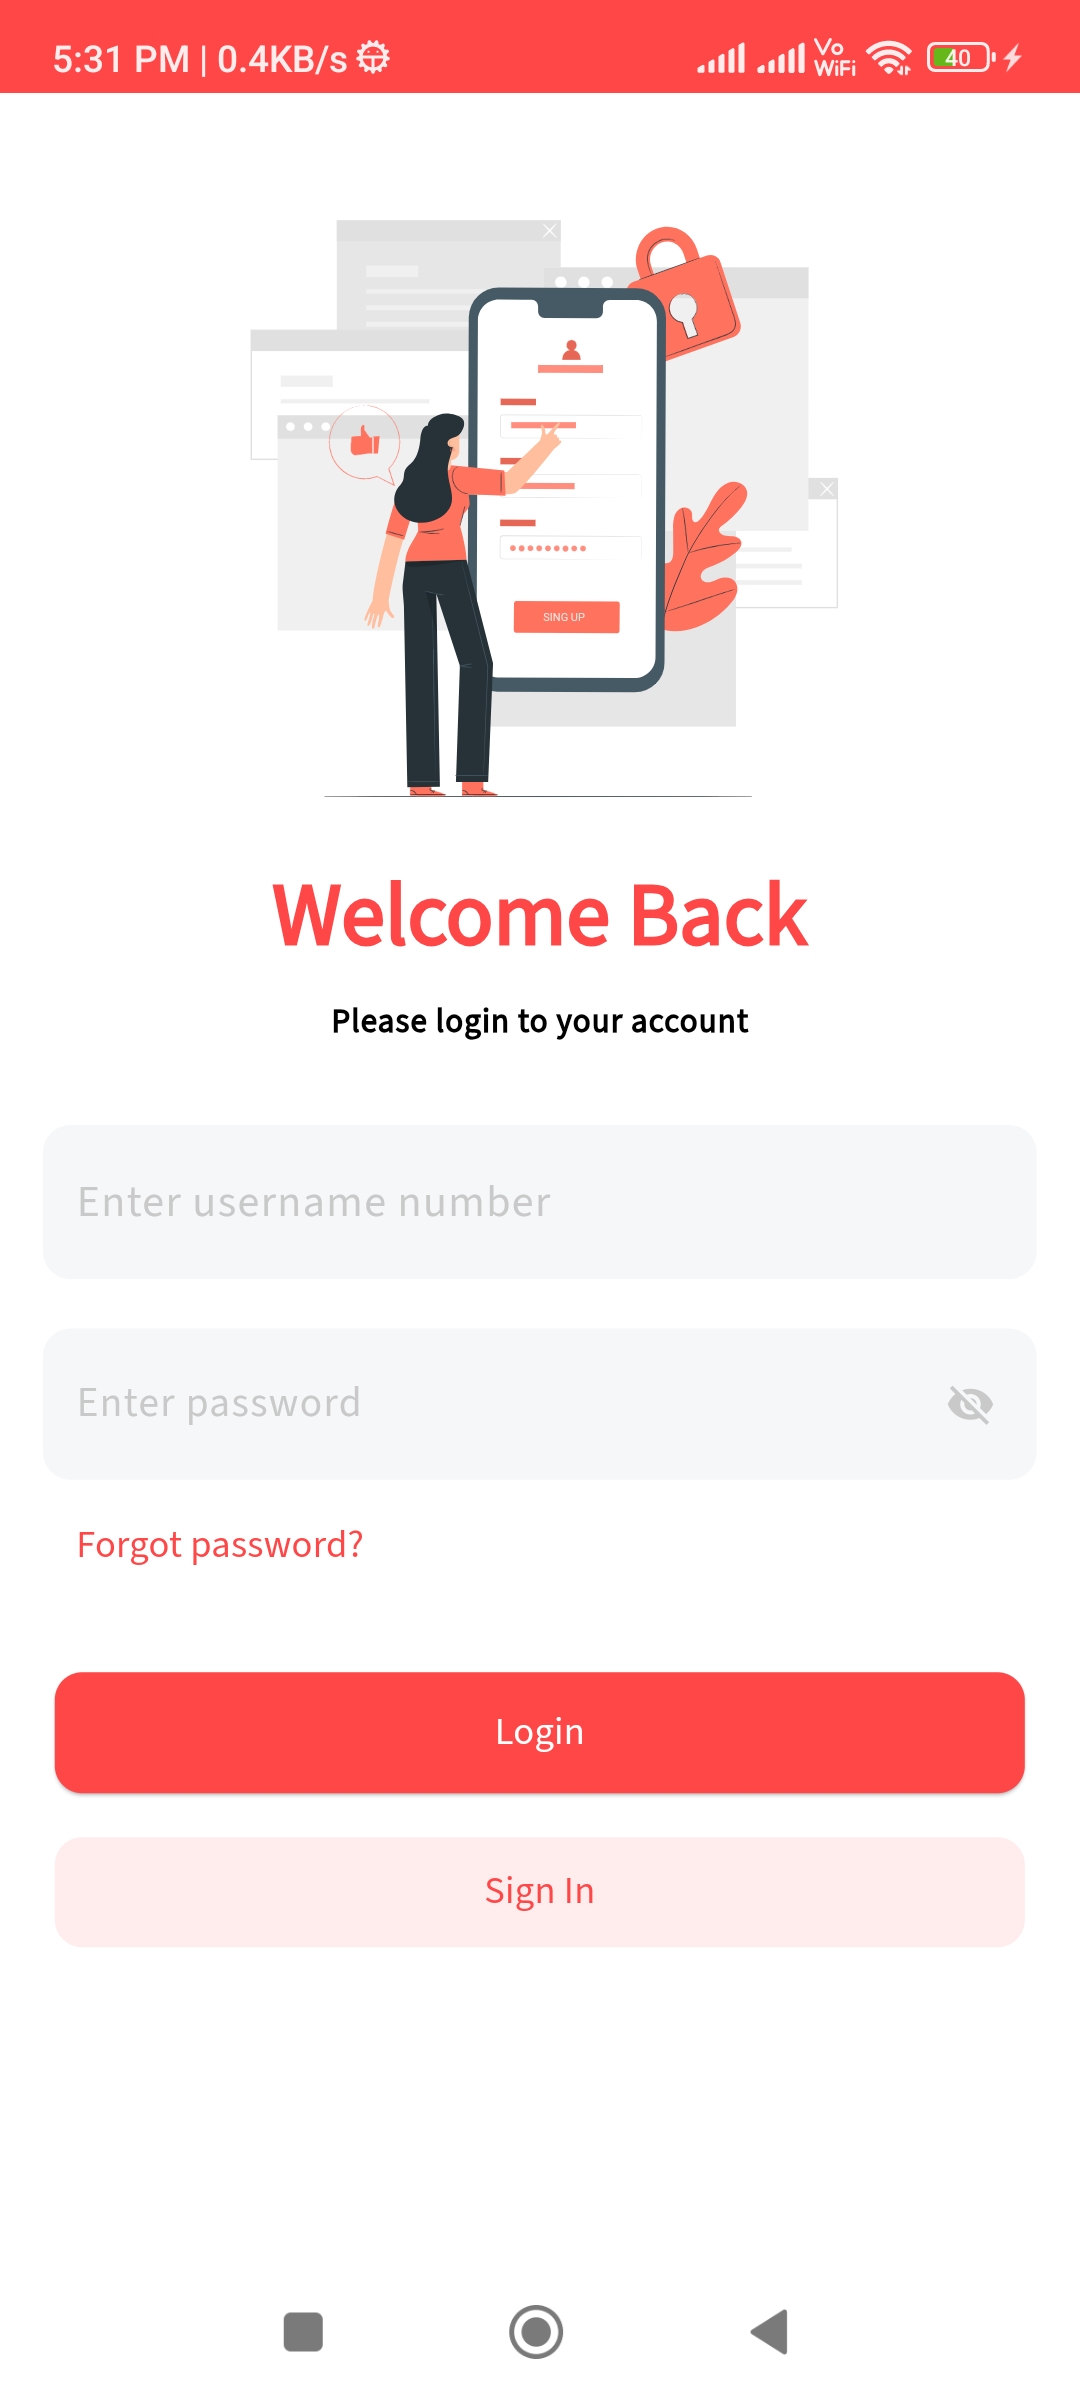 5:31 PM | 0.4KB/s
Vo
WiFi
40
SING UP
Welcome Back
Please login to your account
Enter username number
Enter password
Forgot password?
Login
Sign In